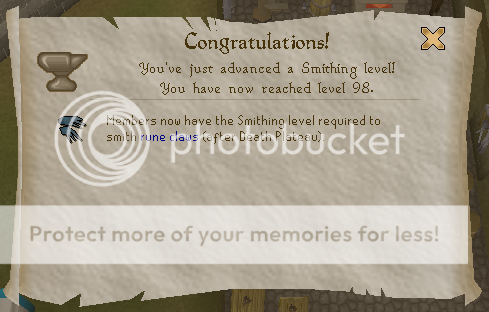 Congratulations!
You've just advanced a Smithing level!
You have now reached level 98.
Members now have the Smithing level required to
smith rune claws (after Death Plateau)
photobucket
Protect more of your memories for less!